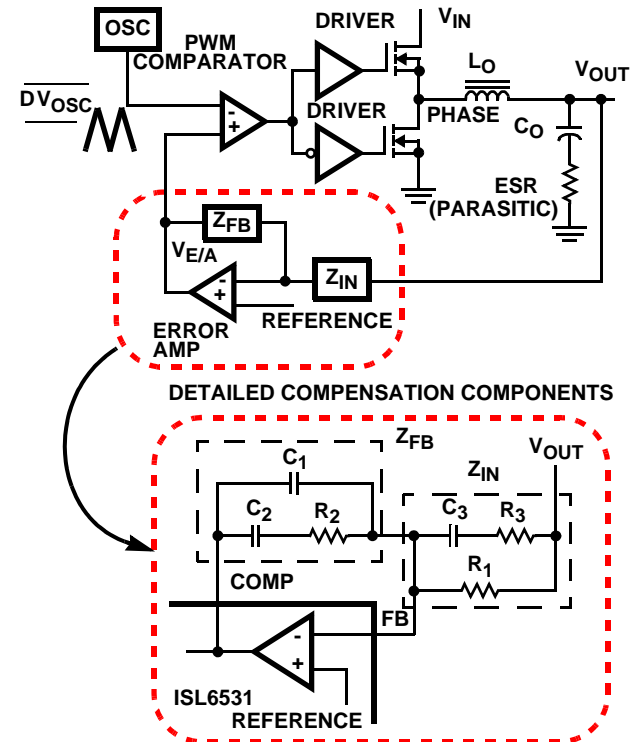 OSC
PWM
COMPARATOR
DRIVER
VIN
LO
VOUT
DVOSC
-
+
DRIVER
PHASE
CO
ESR
(PARASITIC)
ZFB
VE/A
-
+
ZIN
REFERENCE
ERROR
AMP
DETAILED COMPENSATION COMPONENTS
ZFB
VOUT
C1
ZIN
C2
R2
C3
R3
COMP
R1
FB
-
+
ISL6531
REFERENCE